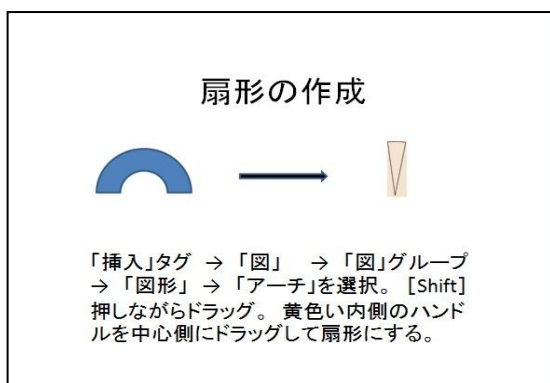 扇形の作成
「挿入」タグ → 「図」 → 「図」グループ
→ 「図形」 → 「アーチ」を選択。 [Shift]
押しながらドラッグ。 黄色い内側のハンド
ルを中心側にドラッグして扇形にする。